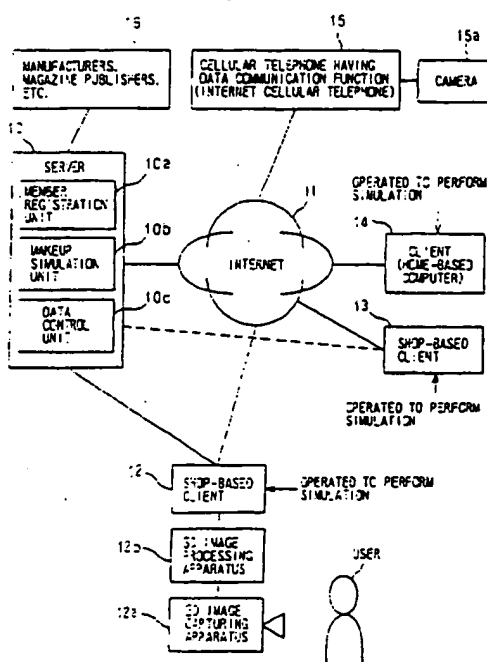 16
15
15a
MANUFACTURERS,
MAGAZINE PUBLISHERS,
ETC.
CELLULAR TELEPHONE HAVING
DATA COMMUNICATION FUNCTION
(INTERNET CELLULAR TELEPHONE)
CAMERA
10
SERVER
10a
MEMBER
REGISTRATION
UNIT
10b
MAKEUP
SIMULATION
UNIT
10c
DATA
CONTROL
UNIT
11
INTERNET
OPERATED TO PERFORM
SIMULATION
14
CLIENT
(HOME-BASED
COMPUTER)
13
SHOP-BASED
CLIENT
OPERATED TO PERFORM
SIMULATION
12
SHOP-BASED
CLIENT
OPERATED TO PERFORM
SIMULATION
12b
3D IMAGE
PROCESSING
APPARATUS
12a
3D IMAGE
CAPTURING
APPARATUS
USER